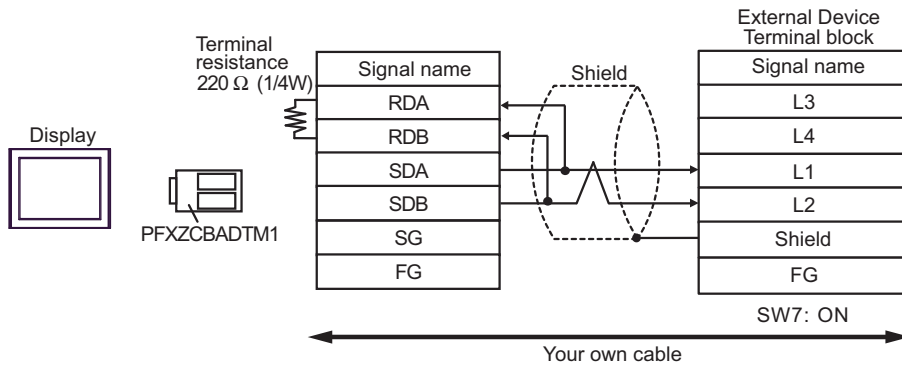 External Device
Terminal block
Terminal
resistance
220 Ω (1/4W)
Signal name
Shield
Signal name
RDA
L3
Display
RDB
L4
SDA
L1
SDB
L2
PFXZCBADTM1
SG
Shield
FG
FG
SW7: ON
Your own cable